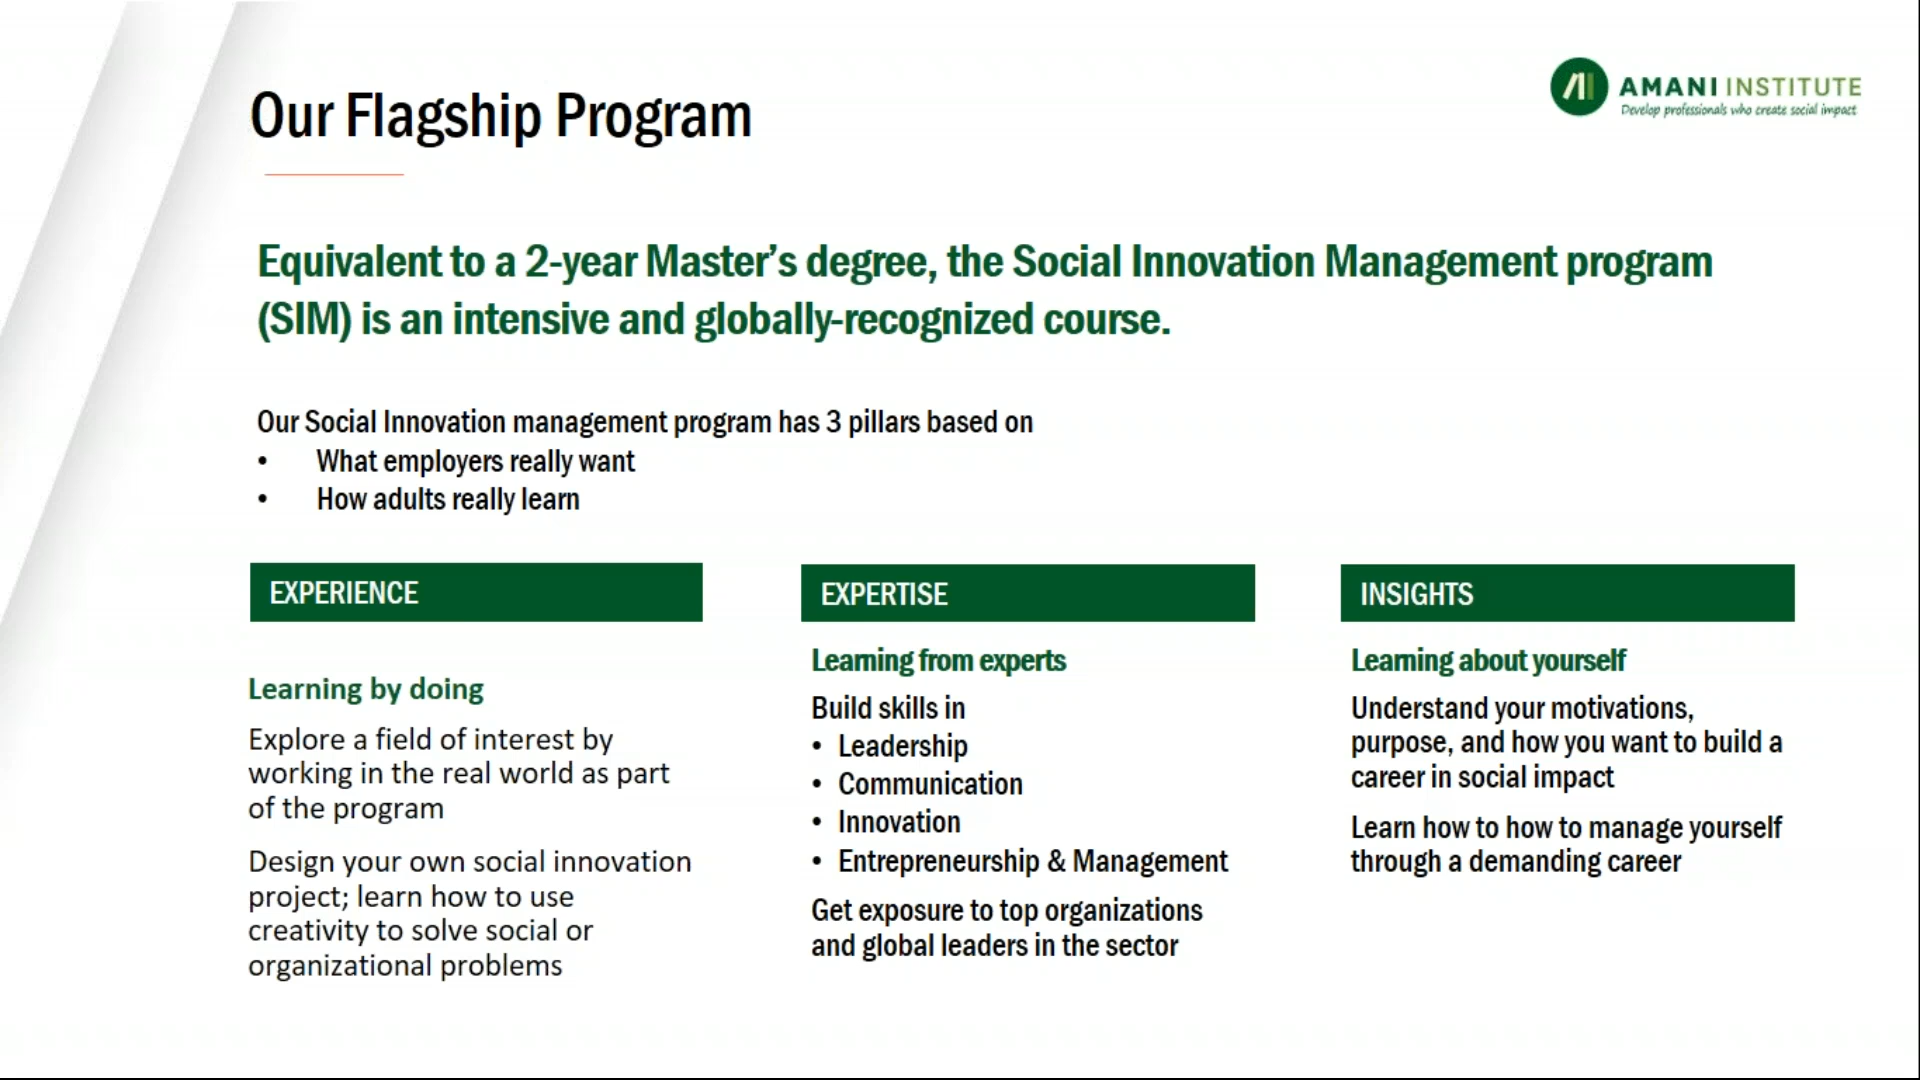 Our Flagship Program
AMANI INSTITUTE
Develop professionals who create social impact
Equivalent to a 2-year Master's degree, the Social Innovation Management program
(SIM) is an intensive and globally-recognized course.
Our Social Innovation management program has 3 pillars based on
• What employers really want
• How adults really learn
EXPERIENCE
Learning by doing
Explore a field of interest by
working in the real world as part
of the program
Design your own social innovation
project; learn how to use
creativity to solve social or
organizational problems
EXPERTISE
Learning from experts
Build skills in
• Leadership
• Communication
• Innovation
• Entrepreneurship & Management
Get exposure to top organizations
and global leaders in the sector
INSIGHTS
Learning about yourself
Understand your motivations,
purpose, and how you want to build a
career in social impact
Learn how to how to manage yourself
through a demanding career